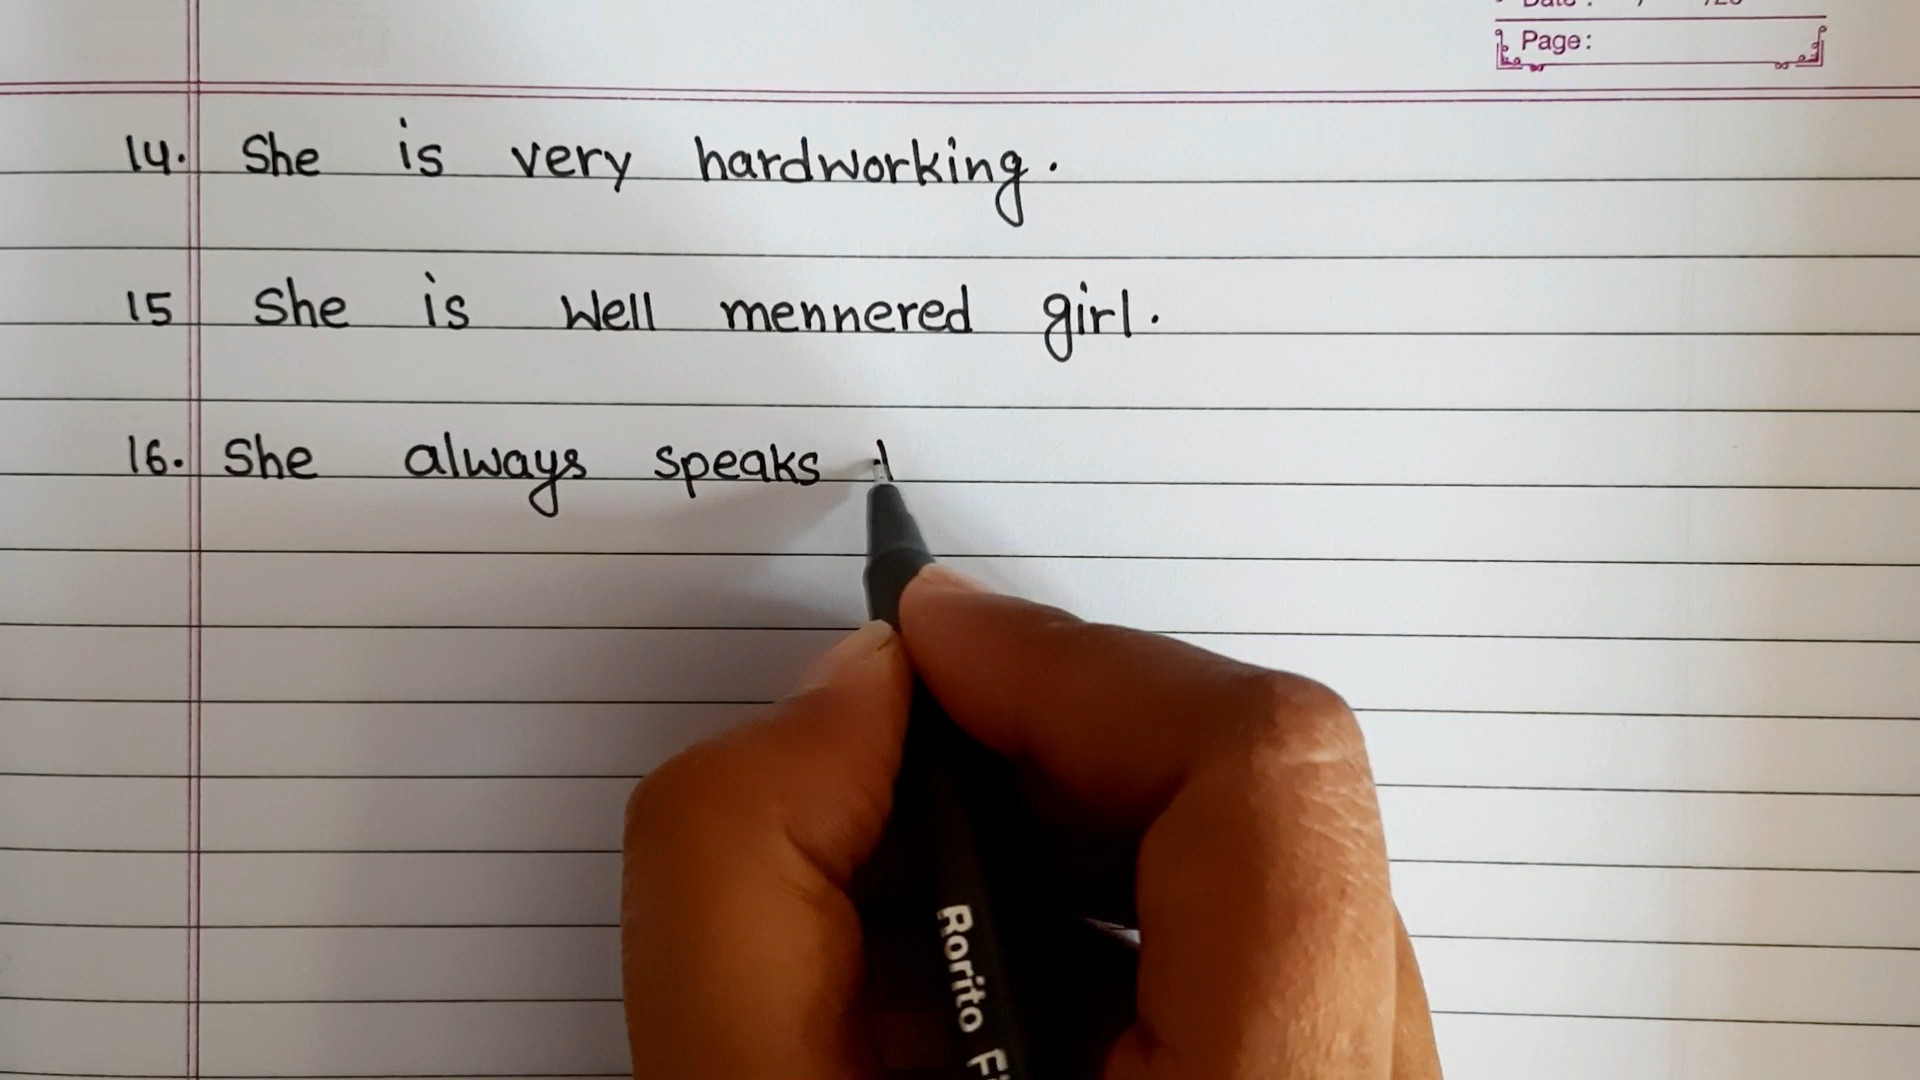 Page:
14. She is very hardworking.
15 She is Well mennered girl.
16. She always speaks
Rorito